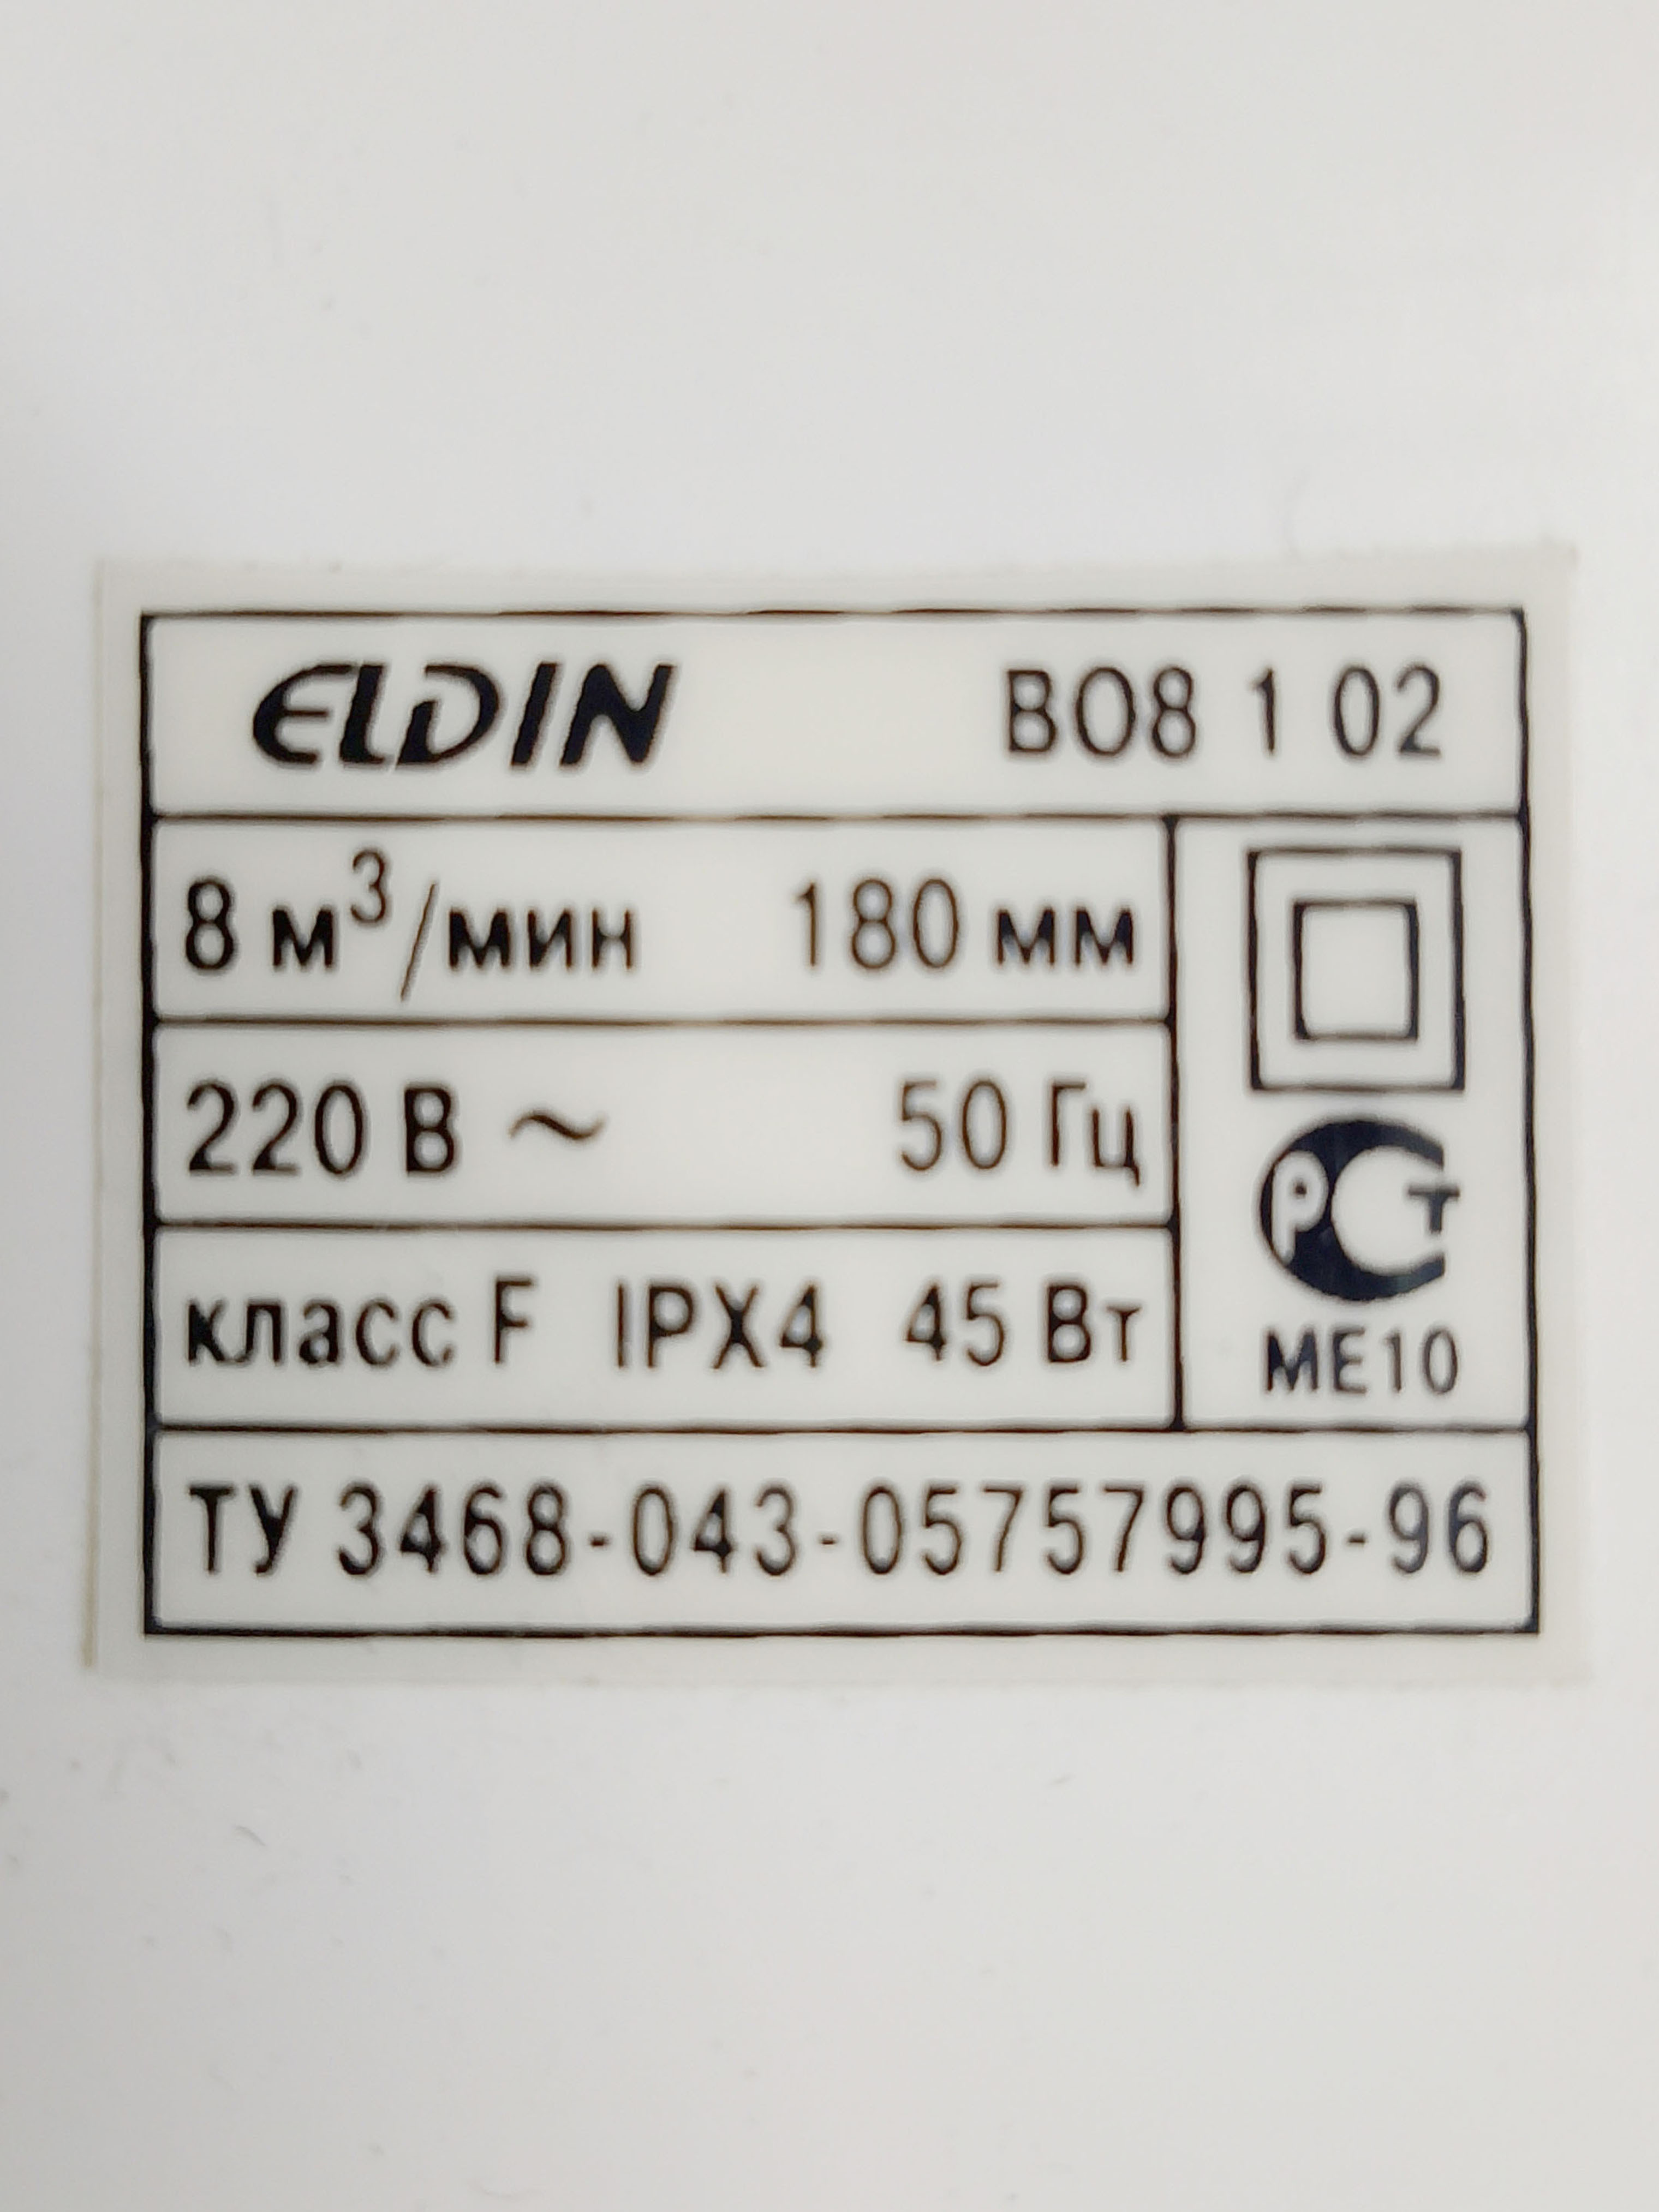 ELDIN ВО8 1 02
8 м³/мин 180 мм
220 В ~ 50 Гц
класс F IPX4 45 Вт
РСТ
МЕ10
ТУ 3468-043-05757995-96